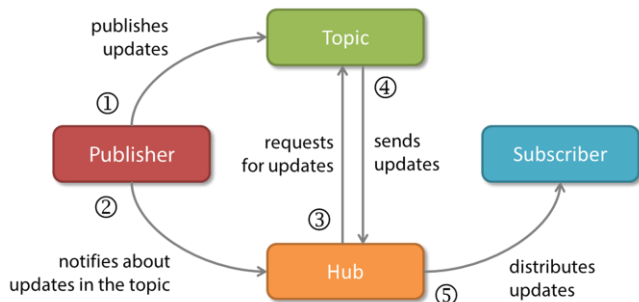 publishes
updates
Topic
①
④
Publisher
requests
for updates
sends
updates
Subscriber
②
③
notifies about
updates in the topic
Hub
⑤
distributes
updates